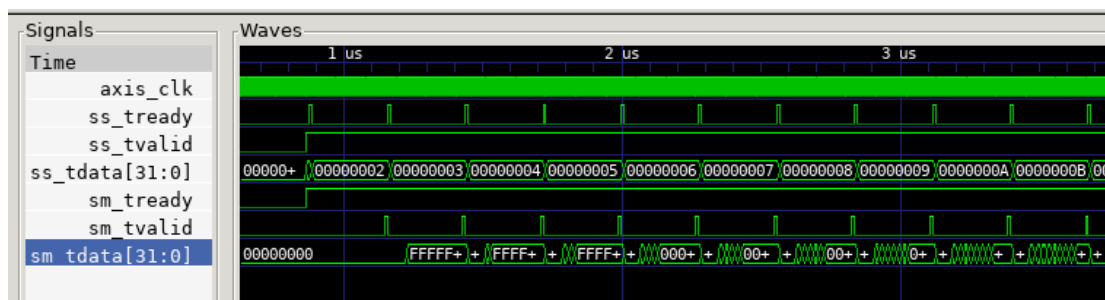 Signals Waves
Time 1 us 2 us 3 us
axis_clk
ss_tready
ss_tvalid
ss_tdata[31:0] 00000+ 00000002 00000003 00000004 00000005 00000006 00000007 00000008 00000009 0000000A 0000000B 00
sm_tready
sm_tvalid
sm_tdata[31:0] 00000000 FFFFF+ + FFFF+ + FFFF+ + 000+ + 00+ + 00+ + 0+ + + + + +